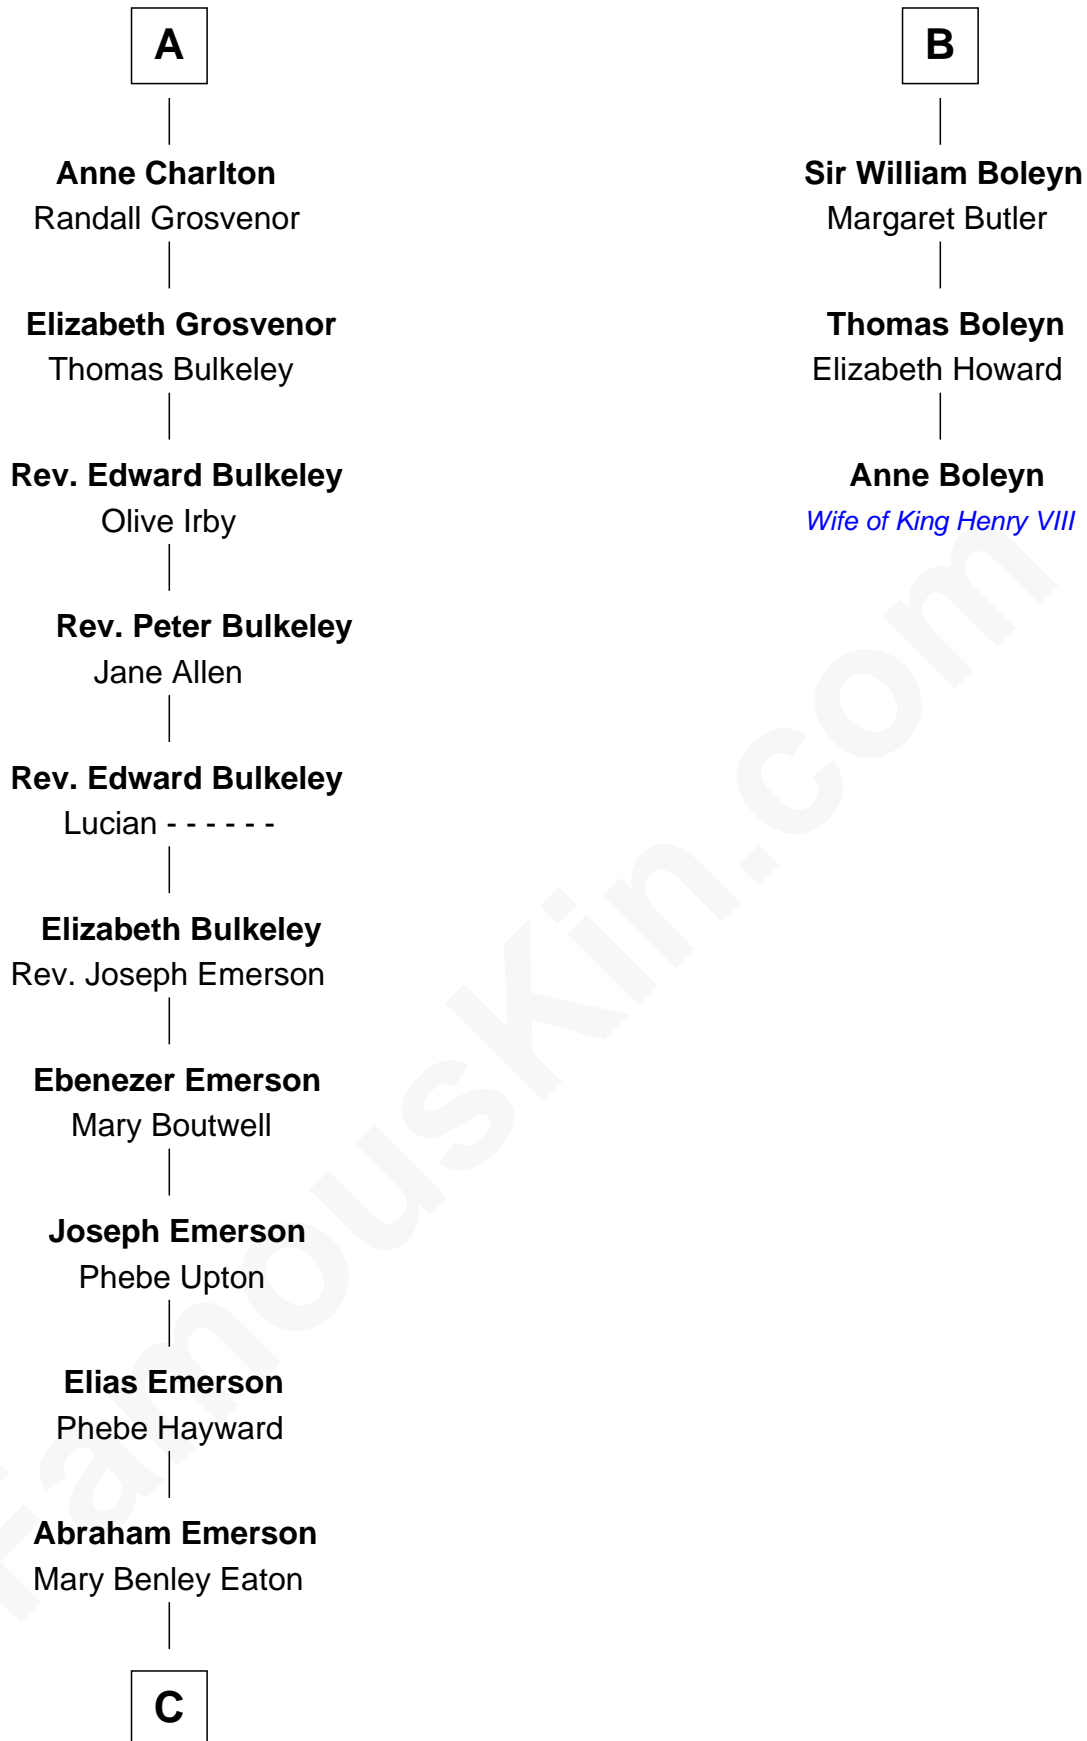 A
Anne Charlton
Randall Grosvenor
Elizabeth Grosvenor
Thomas Bulkeley
Rev. Edward Bulkeley
Olive Irby
Rev. Peter Bulkeley
Jane Allen
Rev. Edward Bulkeley
Lucian - - - - - -
Elizabeth Bulkeley
Rev. Joseph Emerson
Ebenezer Emerson
Mary Boutwell
Joseph Emerson
Phebe Upton
Elias Emerson
Phebe Hayward
Abraham Emerson
Mary Benley Eaton
C
B
Sir William Boleyn
Margaret Butler
Thomas Boleyn
Elizabeth Howard
Anne Boleyn
Wife of King Henry VIII
FamousKin.com